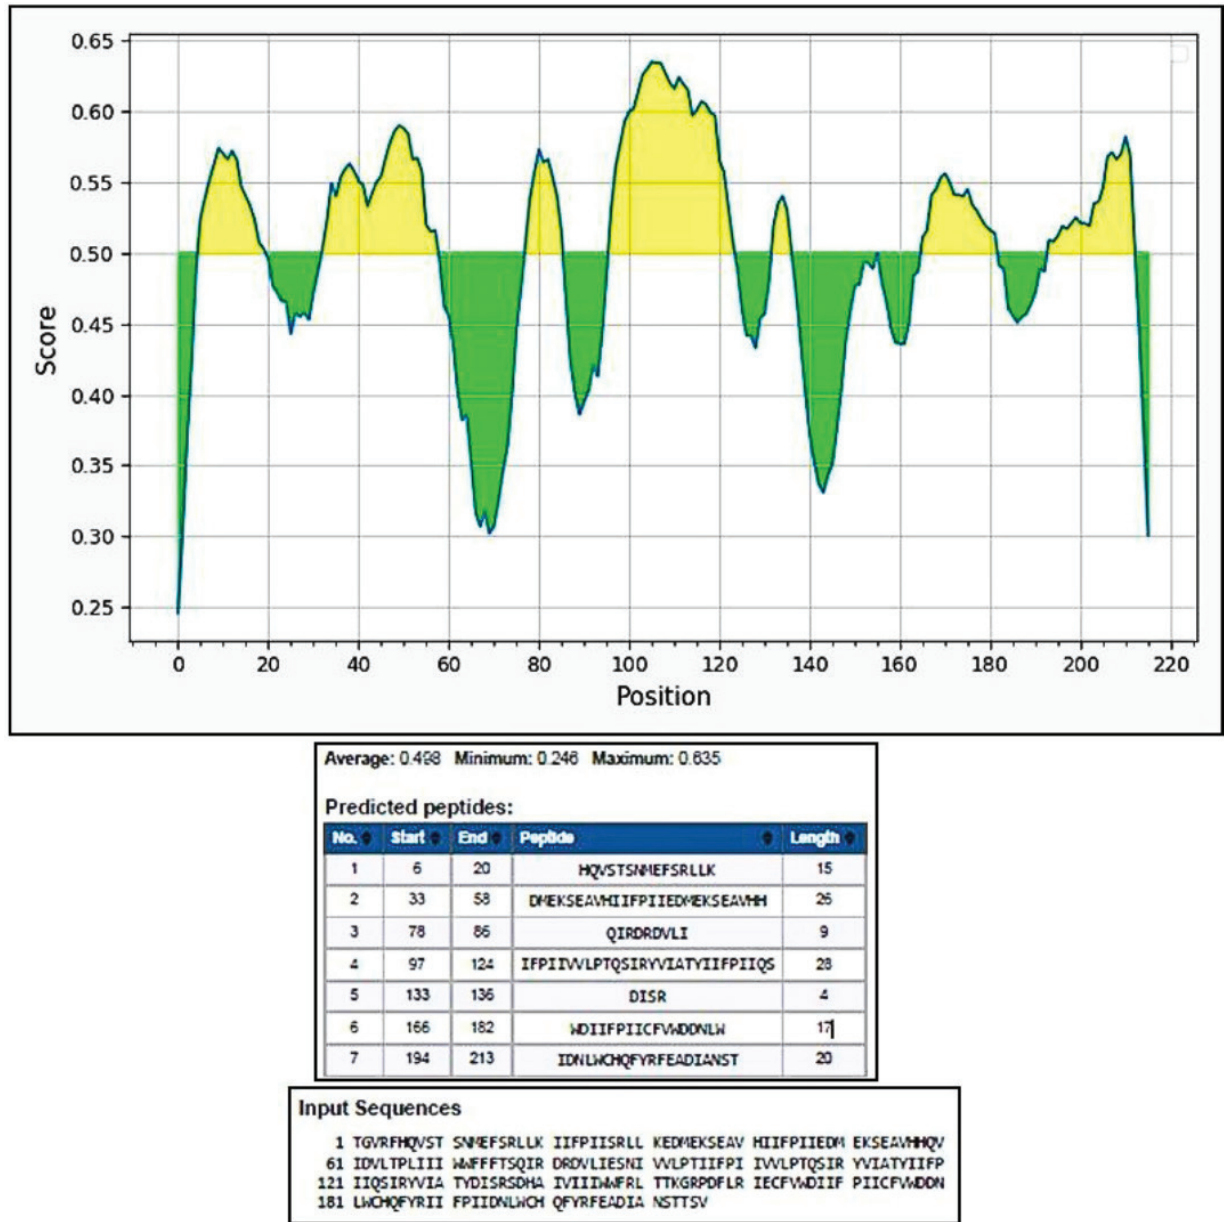 0.65
0.60
0.55
0.50
0.45
0.40
0.35
0.30
0.25
Score
0 20 40 60 80 100 120 140 160 180 200 220
Position
Average: 0.498 Minimum: 0.246 Maximum: 0.635
Predicted peptides:
No. Start End Peptide Length
1 6 20 HQVSTSNMEFSRLLK 15
2 33 58 DMEKSEAVHIIFPIIEDMEKSEAVHH 26
3 78 86 QIRDRDVLI 9
4 97 124 IFPIIVVLPTQSIRYVIATYIIFPIIQS 28
5 133 136 DISR 4
6 166 182 WDIIFPIICFVWDDNLW 17
7 194 213 IDNLWCHQFYRFEADIANST 20
Input Sequences
1 TGVRFHQVST SNMEFSRLLK IIFPIISRLL KEDMEKSEAV HIIFPIIEDM EKSEAVHHQV
61 IDVLTPLIII WWFFFTSQIR DRDVLIESNI VVLPTIIFPI IVVLPTQSIR YVIATYIIFP
121 IIQSIRYVIA TYDISRSDHA IVIIIWWFRL TTKGRPDFLR IECFVWDIIF PIICFVWDDN
181 LWCHQFYRII FPIIDNLWCH QFYRFEADIA NSTTSV